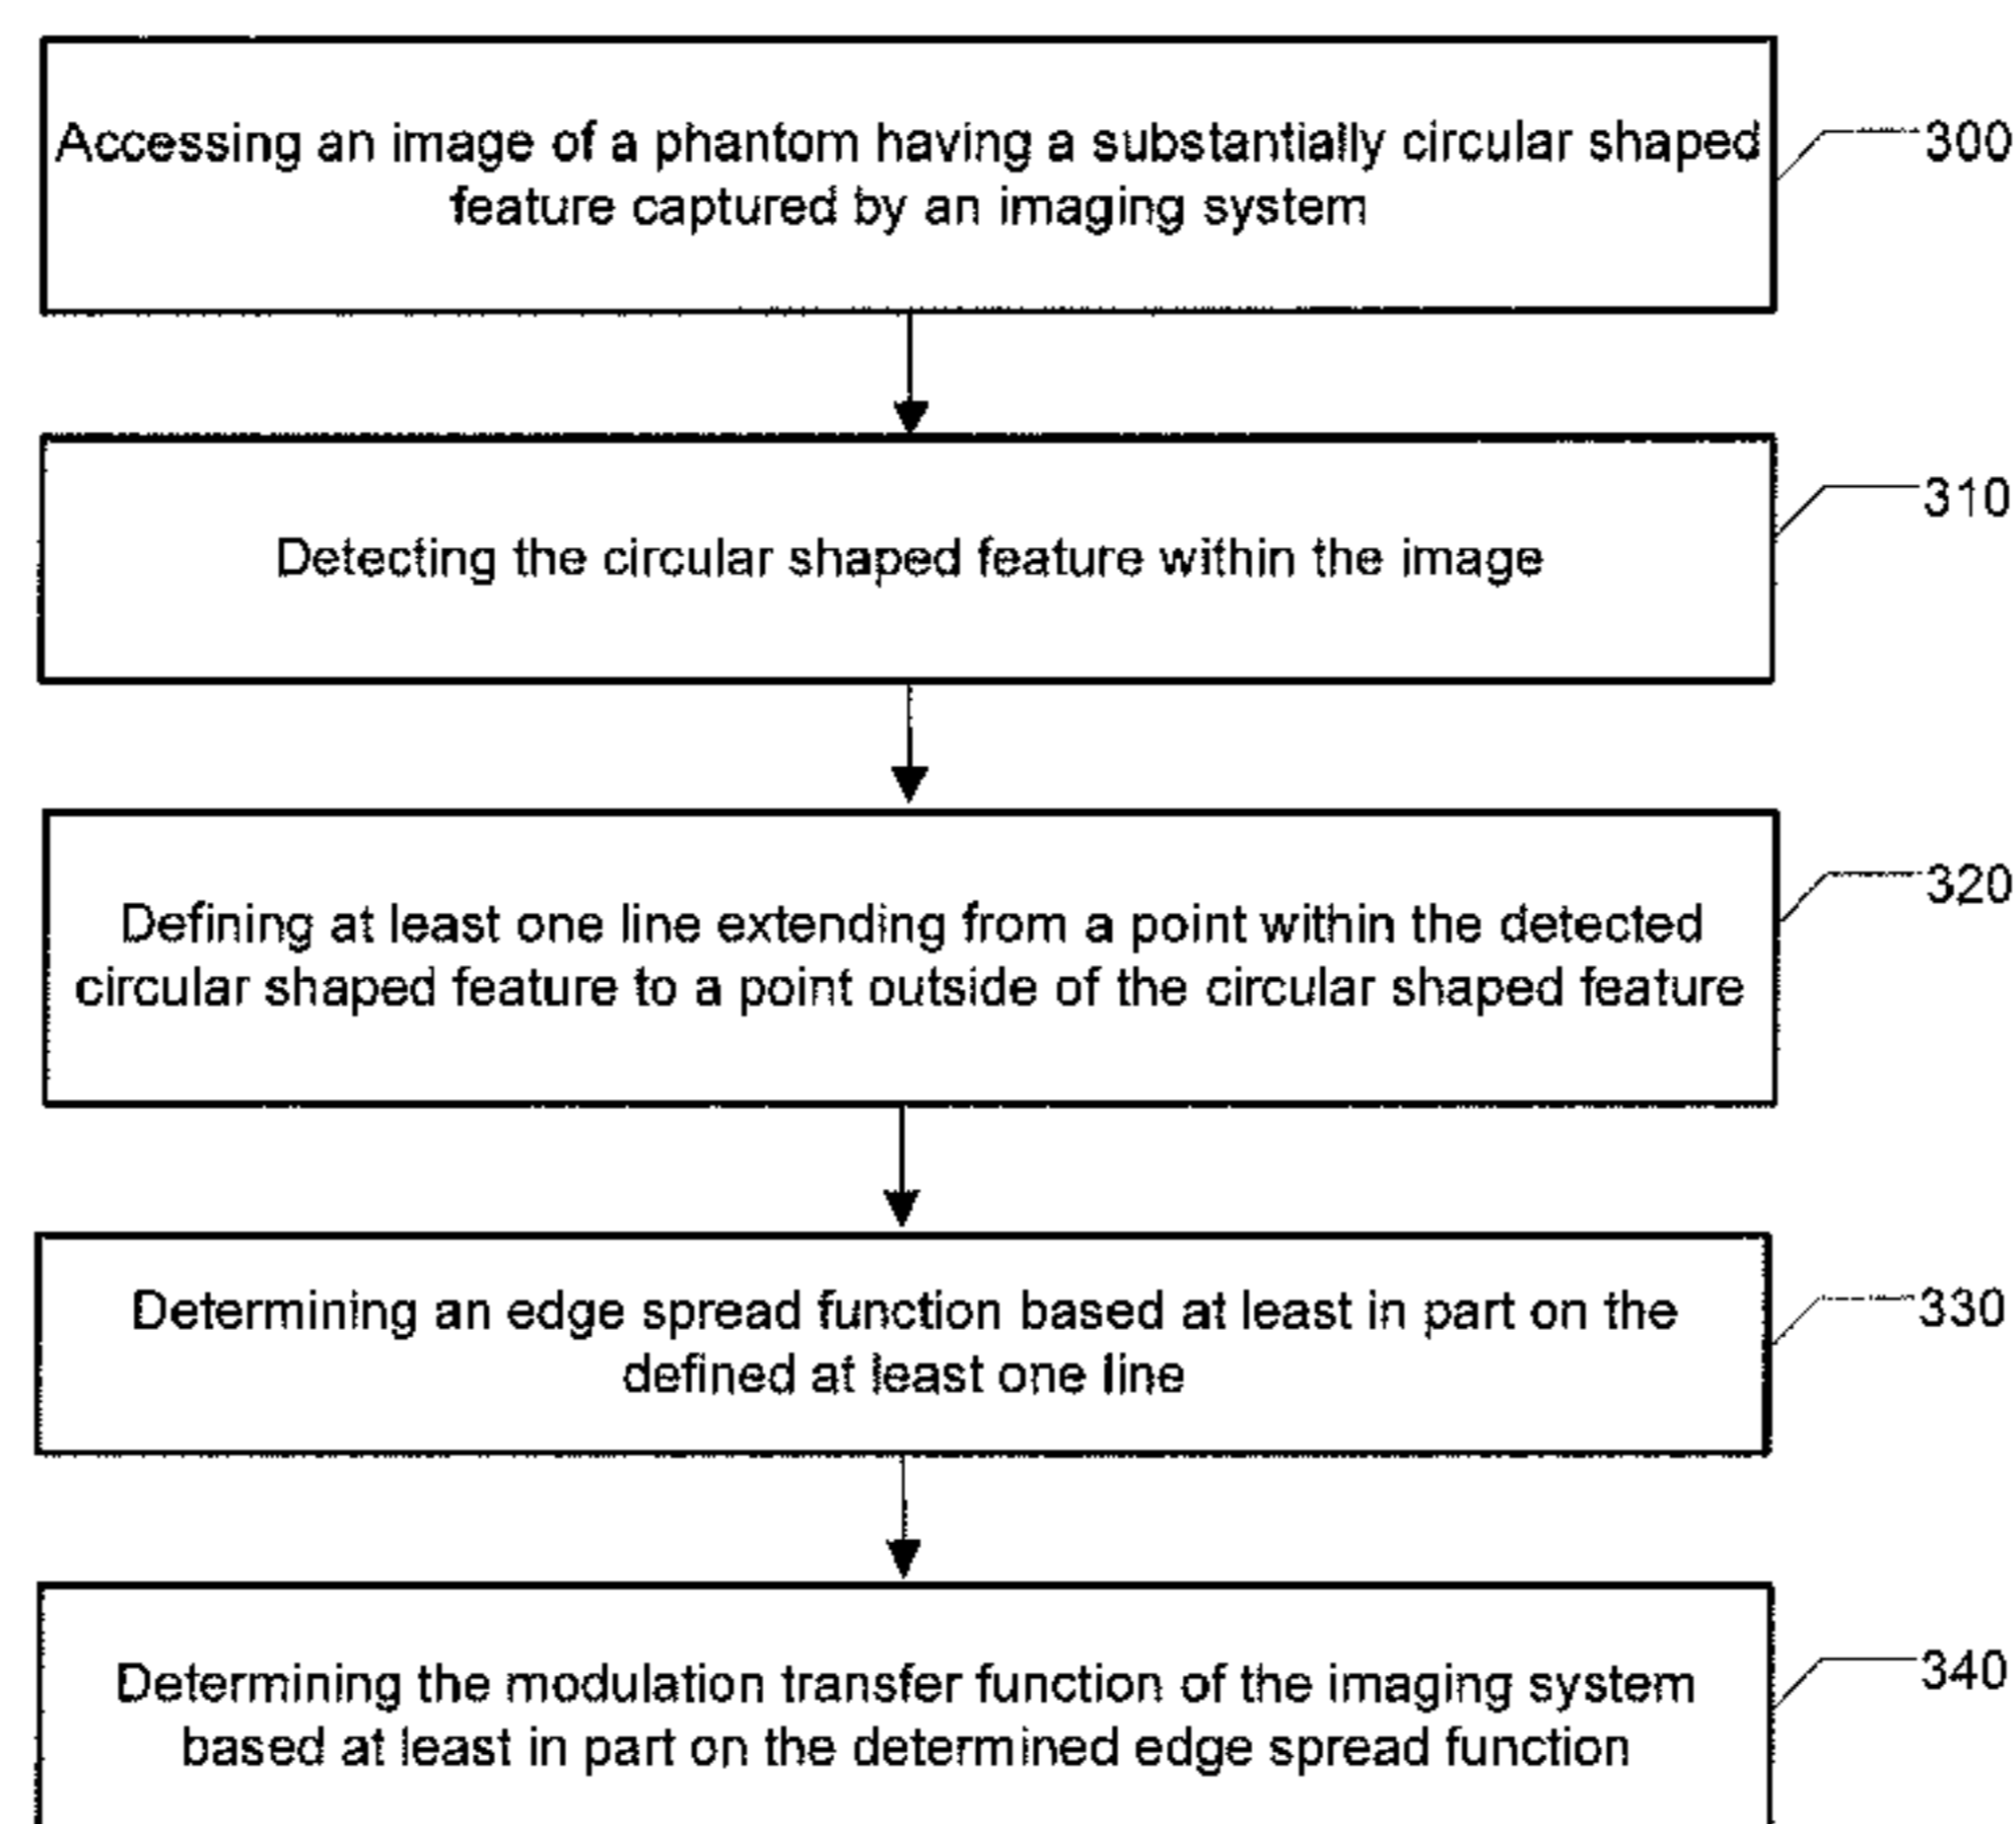 Accessing an image of a phantom having a substantially circular shaped
feature captured by an imaging system
300
Detecting the circular shaped feature within the image
310
Defining at least one line extending from a point within the detected
circular shaped feature to a point outside of the circular shaped feature
320
Determining an edge spread function based at least in part on the
defined at least one line
330
Determining the modulation transfer function of the imaging system
based at least in part on the determined edge spread function
340